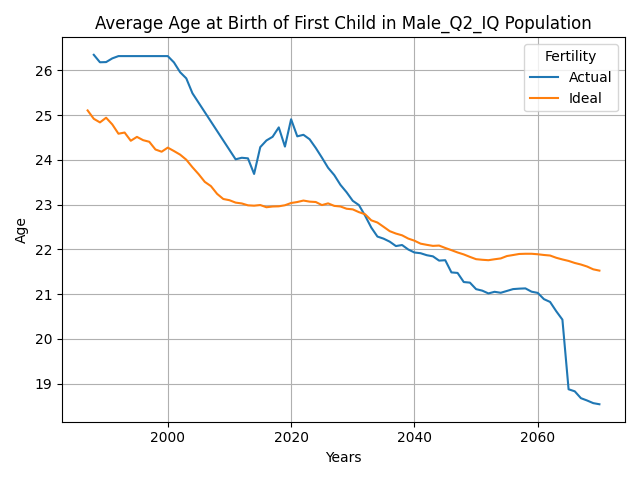 Average Age at Birth of First Child in Male_Q2_IQ Population
Fertility
Actual
Ideal
Age
26
25
24
23
22
21
20
19
2000 2020 2040 2060
Years